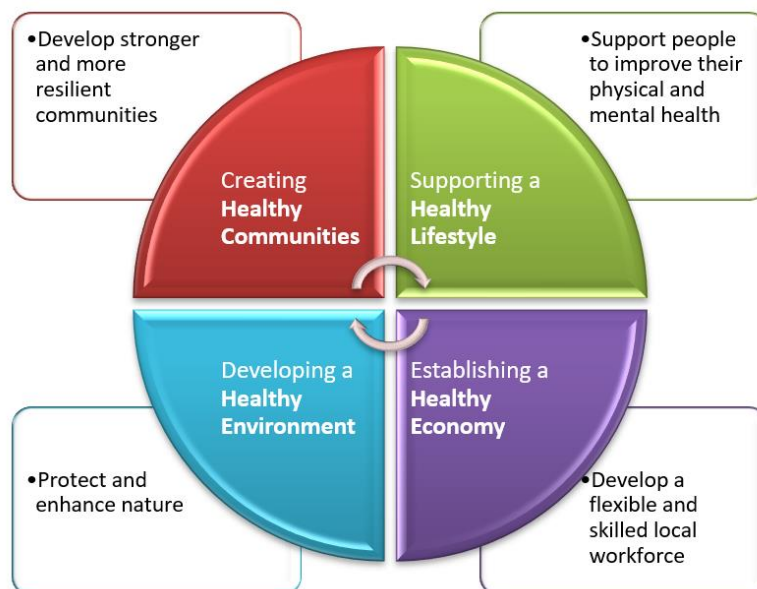 •Develop stronger
and more
resilient
communities
•Support people
to improve their
physical and
mental health
Creating
Healthy
Communities
Supporting a
Healthy
Lifestyle
Developing a
Healthy
Environment
Establishing a
Healthy
Economy
•Protect and
enhance nature
•Develop a
flexible and
skilled local
workforce